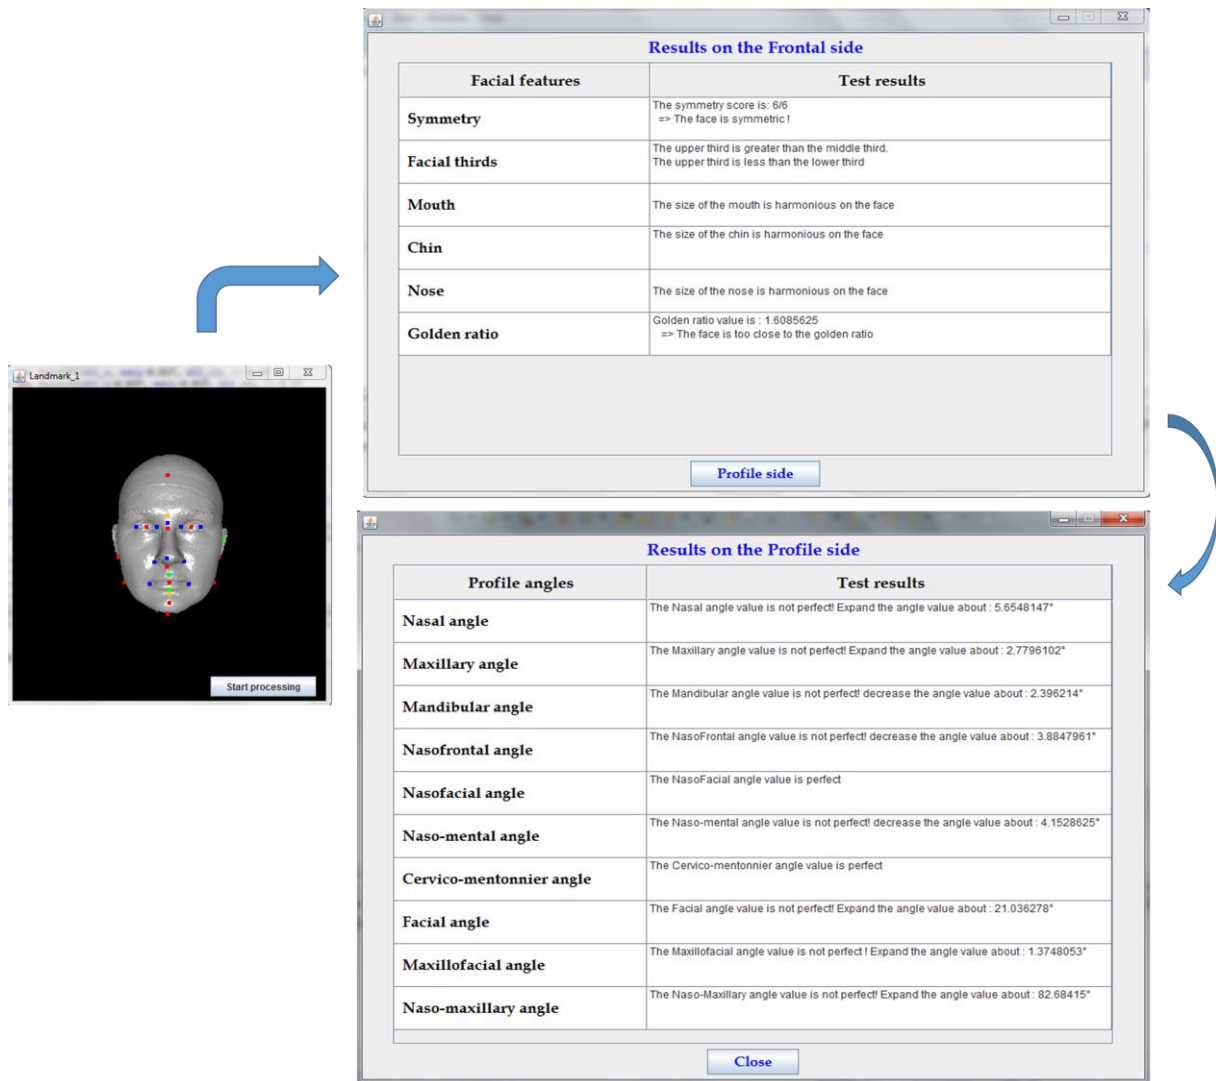 Results on the Frontal side
Facial features Test results
Symmetry The symmetry score is: 6/6
=> The face is symmetric !
Facial thirds The upper third is greater than the middle third.
The upper third is less than the lower third
Mouth The size of the mouth is harmonious on the face
Chin The size of the chin is harmonious on the face
Nose The size of the nose is harmonious on the face
Golden ratio Golden ratio value is : 1.6085625
=> The face is too close to the golden ratio
Profile side
Landmark_1
Start processing
Results on the Profile side
Profile angles Test results
Nasal angle The Nasal angle value is not perfect! Expand the angle value about : 5.6548147°
Maxillary angle The Maxillary angle value is not perfect! Expand the angle value about : 2.7796102°
Mandibular angle The Mandibular angle value is not perfect! decrease the angle value about : 2.396214°
Nasofrontal angle The NasoFrontal angle value is not perfect! decrease the angle value about : 3.8847961°
Nasofacial angle The NasoFacial angle value is perfect
Naso-mental angle The Naso-mental angle value is not perfect! decrease the angle value about : 4.1528625°
Cervico-mentonnier angle The Cervico-mentonnier angle value is perfect
Facial angle The Facial angle value is not perfect! Expand the angle value about : 21.036278°
Maxillofacial angle The Maxillofacial angle value is not perfect ! Expand the angle value about : 1.3748053°
Naso-maxillary angle The Naso-Maxillary angle value is not perfect! Expand the angle value about : 82.68415°
Close